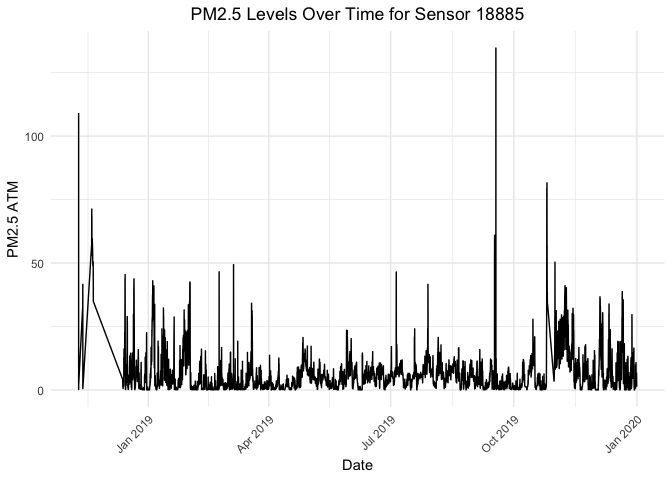 PM2.5 Levels Over Time for Sensor 18885
PM2.5 ATM
100
50
0
Jan 2019
Apr 2019
Jul 2019
Oct 2019
Jan 2020
Date